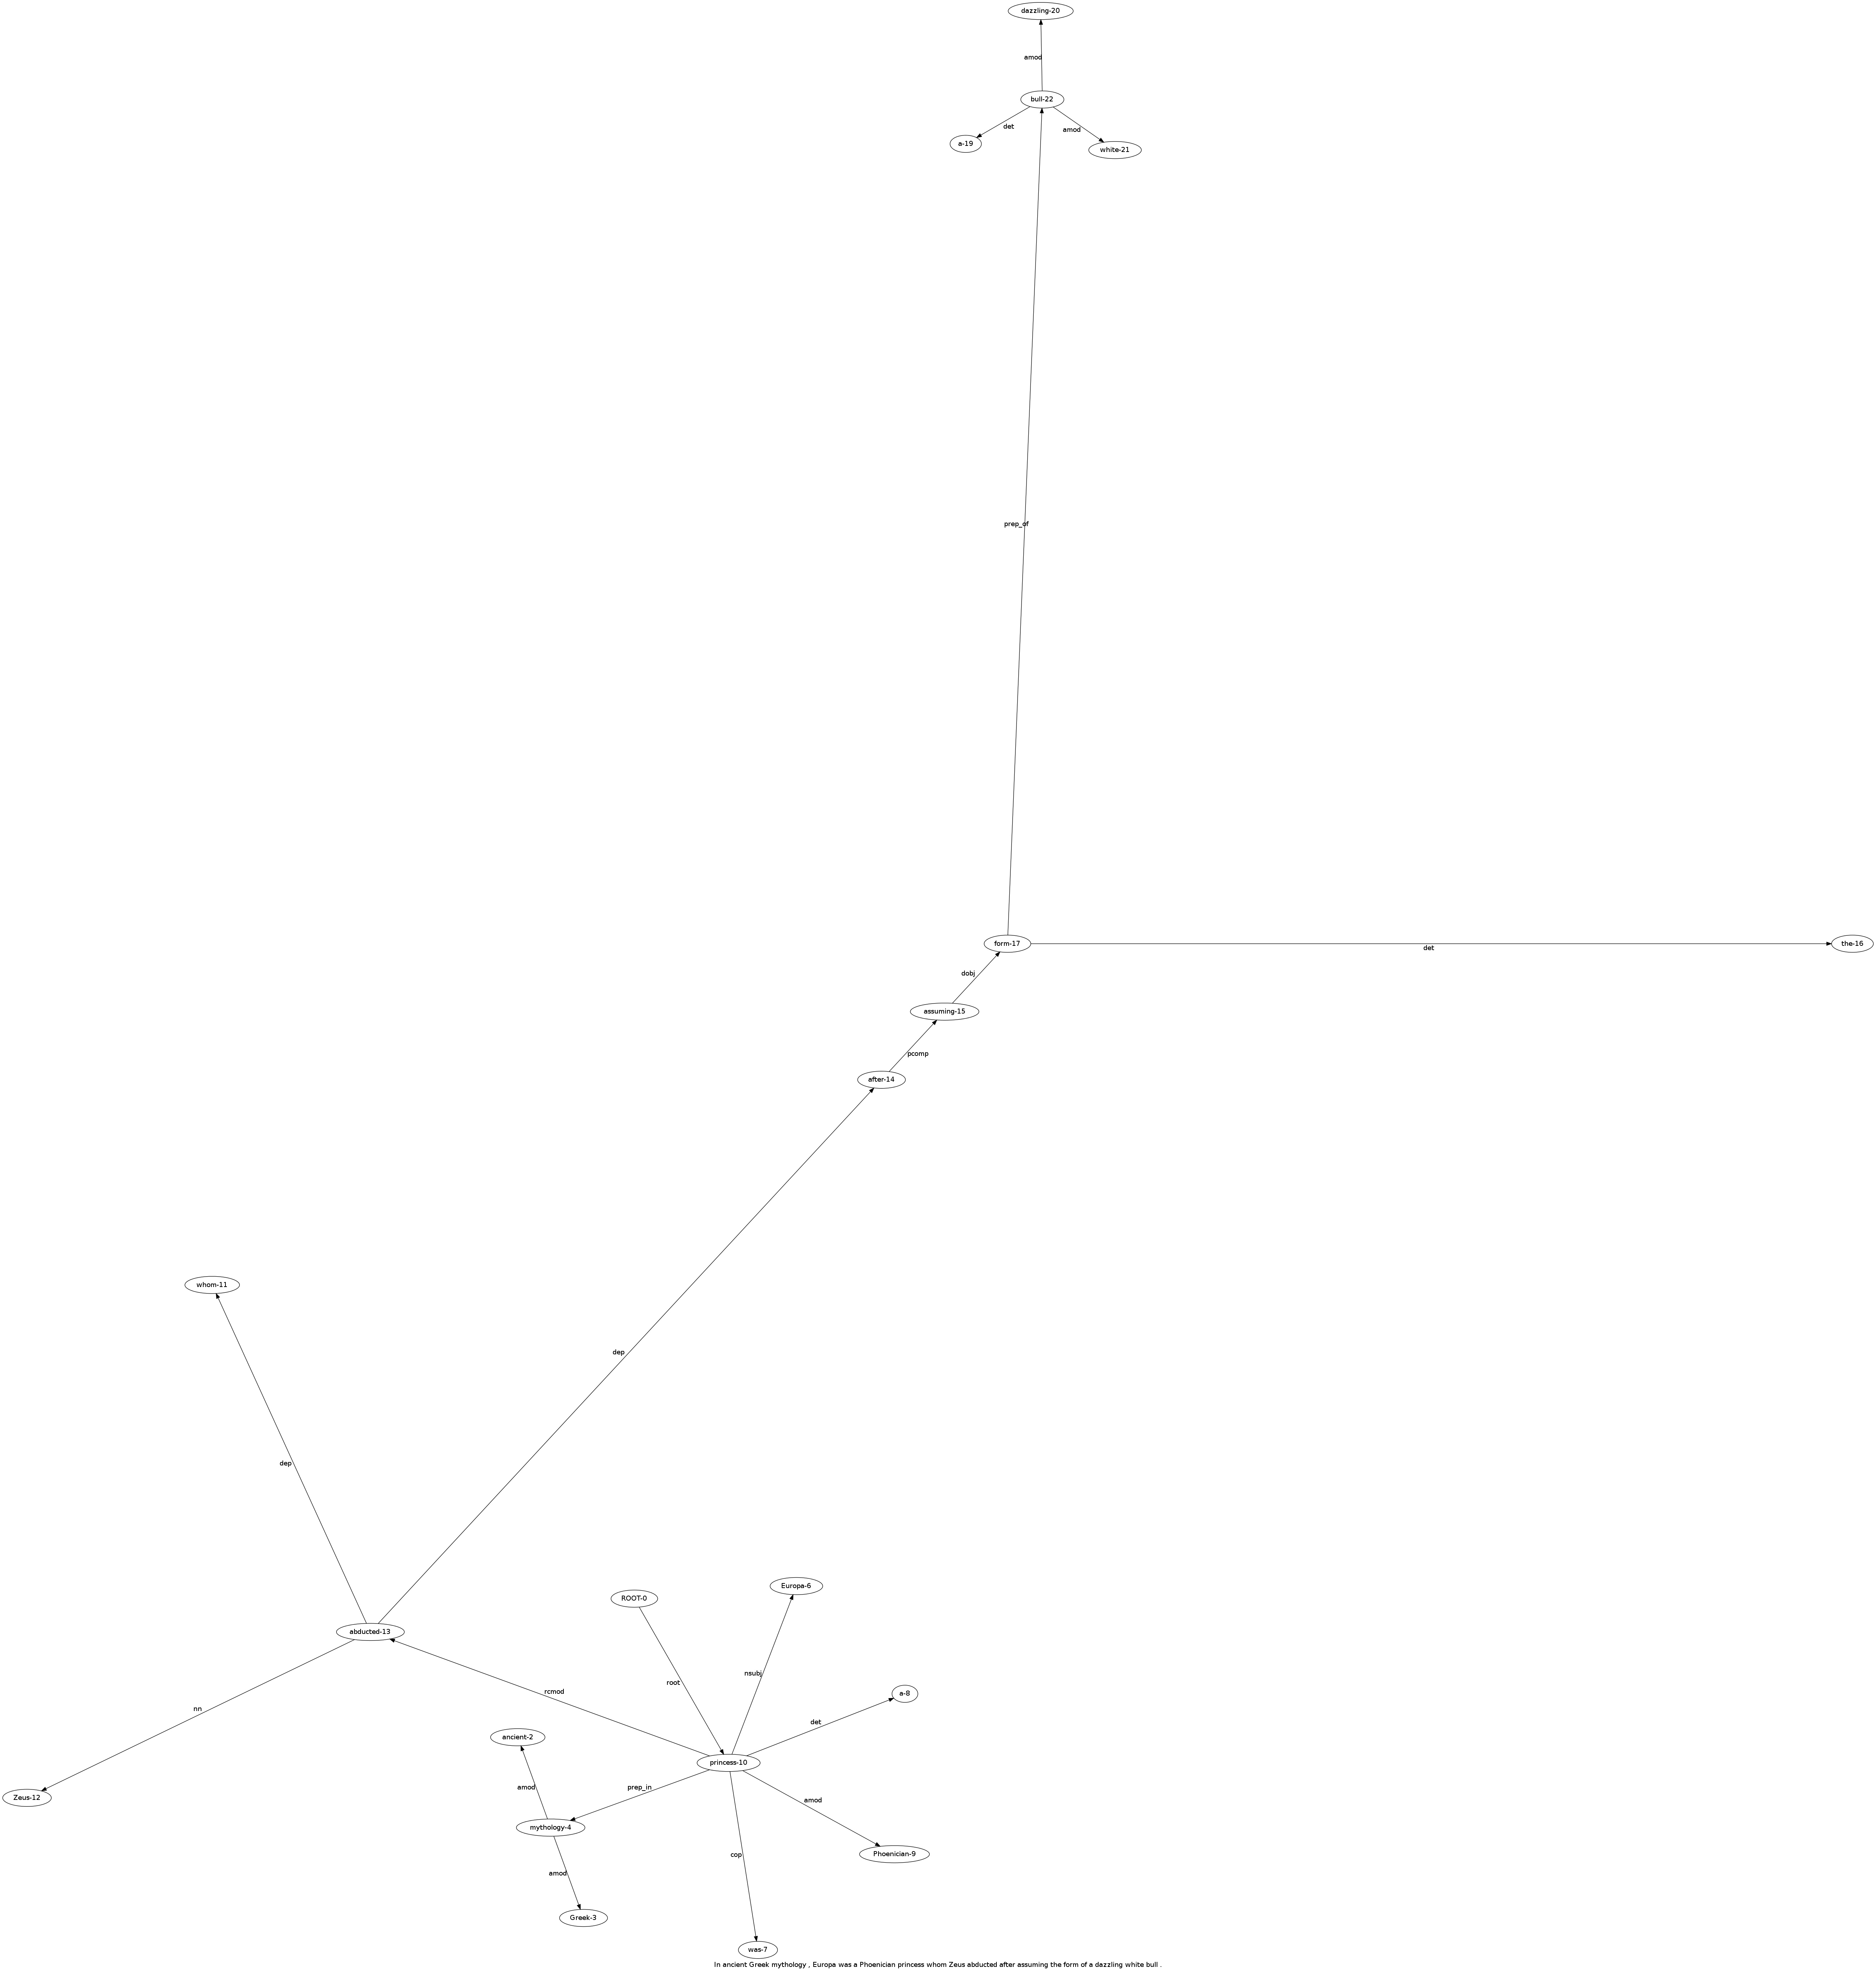 dazzling-20
amod
bull-22
det
amod
a-19
white-21
prep_of
form-17
the-16
det
dobj
assuming-15
pcomp
after-14
whom-11
dep
dep
Europa-6
ROOT-0
abducted-13
nsubj
root
rcmod
a-8
nn
det
ancient-2
princess-10
amod
prep_in
Zeus-12
amod
mythology-4
cop
Phoenician-9
amod
Greek-3
was-7
In ancient Greek mythology , Europa was a Phoenician princess whom Zeus abducted after assuming the form of a dazzling white bull .